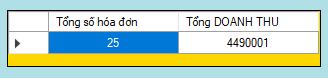 Tổng số hóa đơn Tổng DOANH THU
25 4490001